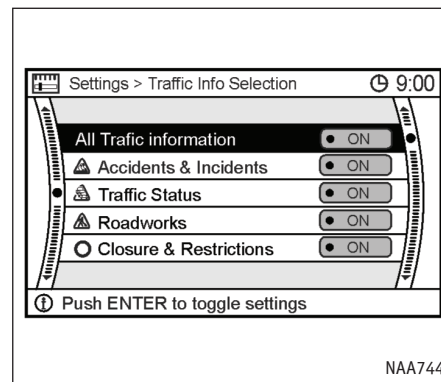 Settings > Traffic Info Selection 9:00
All Trafic information ON
Accidents & Incidents ON
Traffic Status ON
Roadworks ON
Closure & Restrictions ON
Push ENTER to toggle settings
NAA744